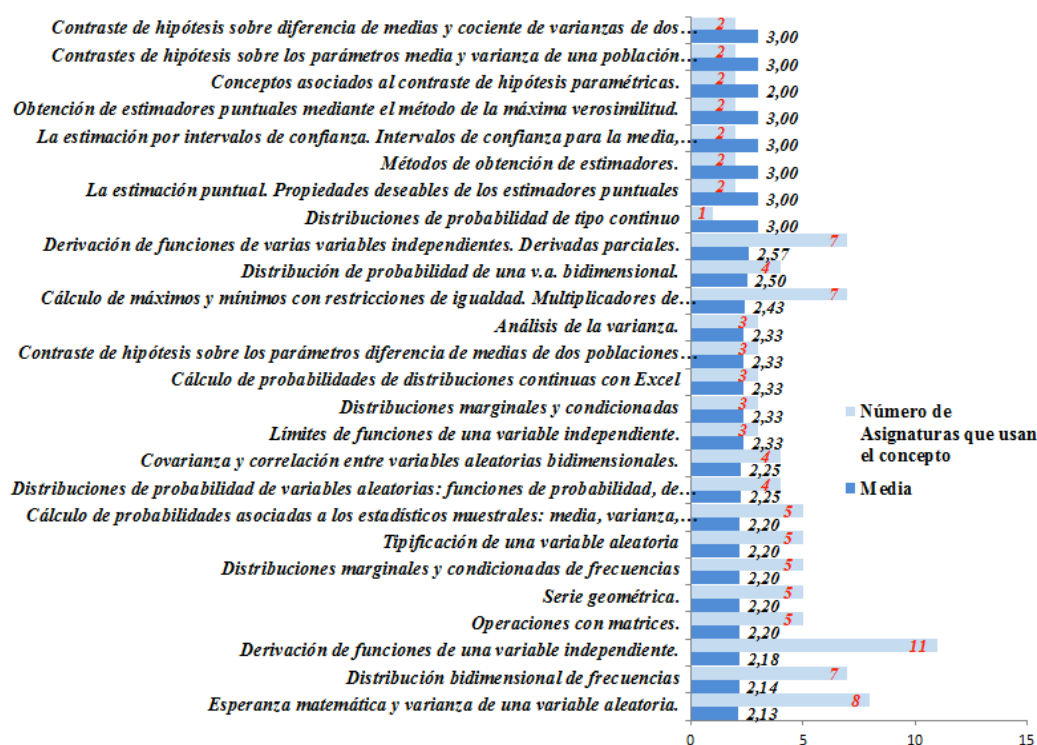 Contraste de hipótesis sobre diferencia de medias y cociente de varianzas de dos…
2
3,00
Contrastes de hipótesis sobre los parámetros media y varianza de una población…
2
3,00
Conceptos asociados al contraste de hipótesis paramétricas.
2
2,00
Obtención de estimadores puntuales mediante el método de la máxima verosimilitud.
2
3,00
La estimación por intervalos de confianza. Intervalos de confianza para la media,…
2
3,00
Métodos de obtención de estimadores.
2
3,00
La estimación puntual. Propiedades deseables de los estimadores puntuales
2
3,00
Distribuciones de probabilidad de tipo continuo
1
3,00
Derivación de funciones de varias variables independientes. Derivadas parciales.
7
2,57
Distribución de probabilidad de una v.a. bidimensional.
4
2,50
Cálculo de máximos y mínimos con restricciones de igualdad. Multiplicadores de…
7
2,43
Análisis de la varianza.
3
2,33
Contraste de hipótesis sobre los parámetros diferencia de medias de dos poblaciones…
3
2,33
Cálculo de probabilidades de distribuciones continuas con Excel
3
2,33
Distribuciones marginales y condicionadas
3
2,33
Límites de funciones de una variable independiente.
3
2,33
Covarianza y correlación entre variables aleatorias bidimensionales.
4
2,25
Distribuciones de probabilidad de variables aleatorias: funciones de probabilidad, de…
4
2,25
Cálculo de probabilidades asociadas a los estadísticos muestrales: media, varianza,…
5
2,20
Tipificación de una variable aleatoria
5
2,20
Distribuciones marginales y condicionadas de frecuencias
5
2,20
Serie geométrica.
5
2,20
Operaciones con matrices.
5
2,20
Derivación de funciones de una variable independiente.
11
2,18
Distribución bidimensional de frecuencias
7
2,14
Esperanza matemática y varianza de una variable aleatoria.
8
2,13
0 5 10 15
Número de
Asignaturas que usan
el concepto
Media